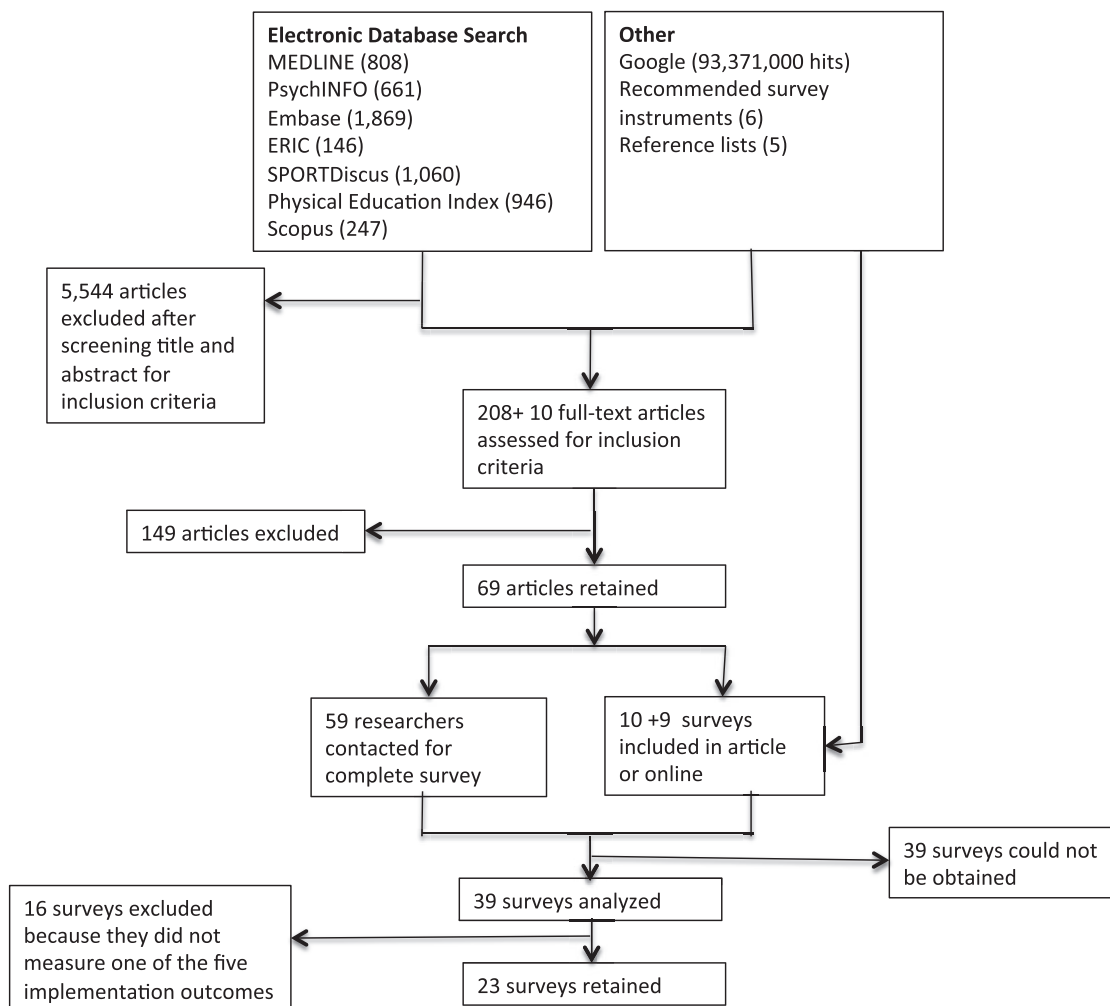 Electronic Database Search
MEDLINE (808)
PsychINFO (661)
Embase (1,869)
ERIC (146)
SPORTDiscus (1,060)
Physical Education Index (946)
Scopus (247)
Other
Google (93,371,000 hits)
Recommended survey
instruments (6)
Reference lists (5)
5,544 articles
excluded after
screening title and
abstract for
inclusion criteria
208+ 10 full-text articles
assessed for inclusion
criteria
149 articles excluded
69 articles retained
59 researchers
contacted for
complete survey
10 +9 surveys
included in article
or online
39 surveys could not
be obtained
39 surveys analyzed
16 surveys excluded
because they did not
measure one of the five
implementation outcomes
23 surveys retained